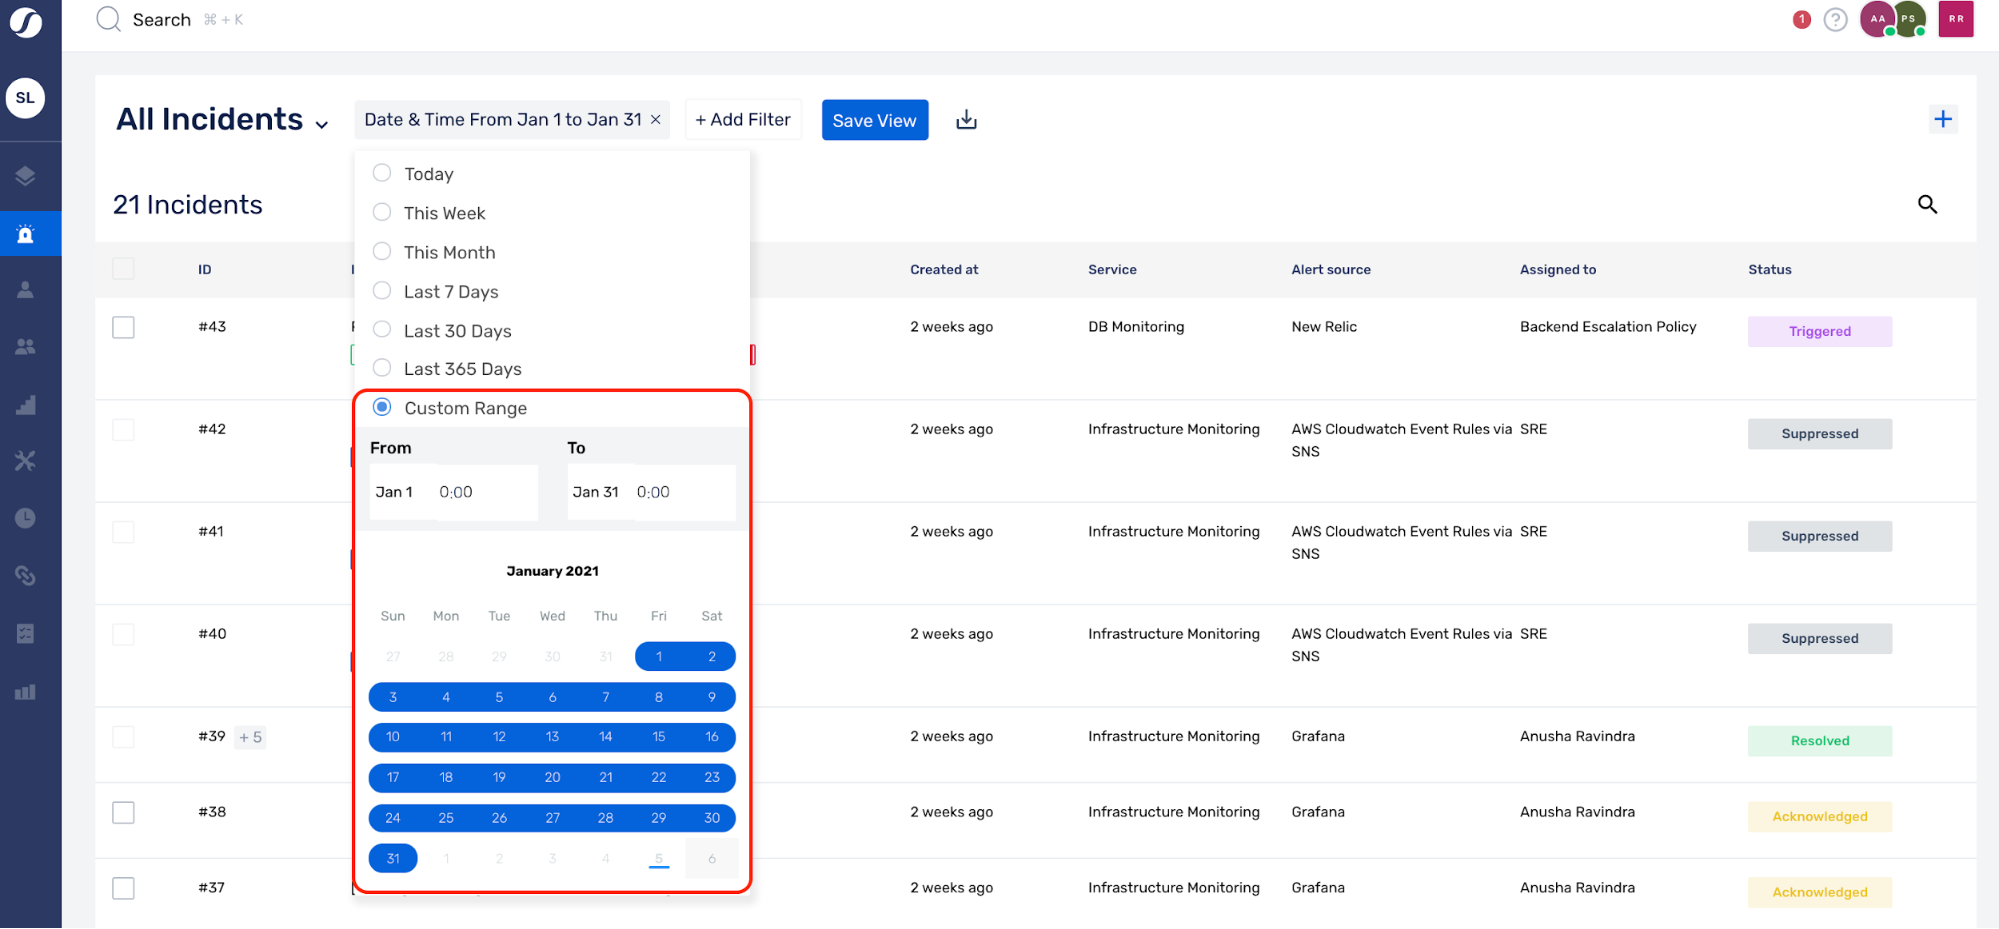 Search ⌘ + K
1 ? AA PS RR
SL
All Incidents
Date & Time From Jan 1 to Jan 31 ×
+ Add Filter
Save View
21 Incidents
Today
This Week
This Month
Last 7 Days
Last 30 Days
Last 365 Days
Custom Range
From To
Jan 1 0:00 Jan 31 0:00
January 2021
Sun Mon Tue Wed Thu Fri Sat
27 28 29 30 31 1 2
3 4 5 6 7 8 9
10 11 12 13 14 15 16
17 18 19 20 21 22 23
24 25 26 27 28 29 30
31 1 2 3 4 5 6
ID Created at Service Alert source Assigned to Status
#43 2 weeks ago DB Monitoring New Relic Backend Escalation Policy Triggered
#42 2 weeks ago Infrastructure Monitoring AWS Cloudwatch Event Rules via SRE Suppressed
SNS
#41 2 weeks ago Infrastructure Monitoring AWS Cloudwatch Event Rules via SRE Suppressed
SNS
#40 2 weeks ago Infrastructure Monitoring AWS Cloudwatch Event Rules via SRE Suppressed
SNS
#39 + 5 2 weeks ago Infrastructure Monitoring Grafana Anusha Ravindra Resolved
#38 2 weeks ago Infrastructure Monitoring Grafana Anusha Ravindra Acknowledged
#37 2 weeks ago Infrastructure Monitoring Grafana Anusha Ravindra Acknowledged